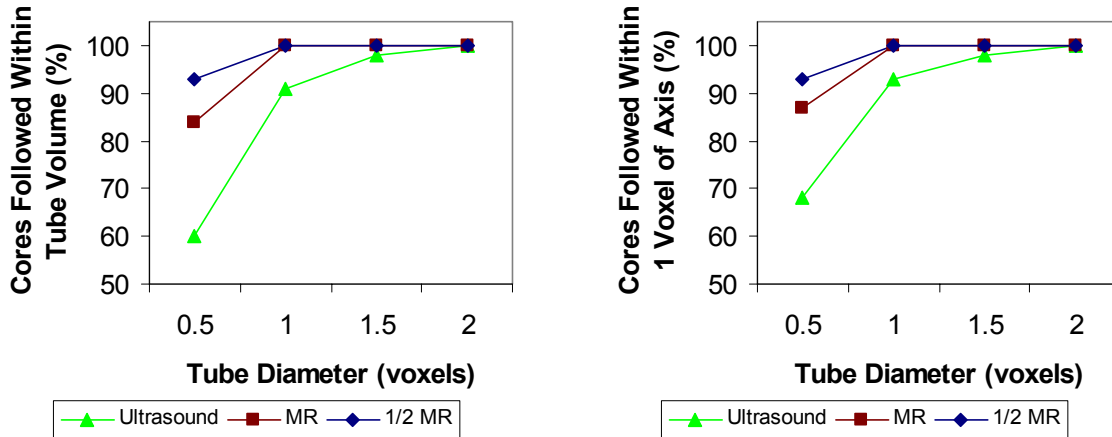 Cores Followed Within
Tube Volume (%)
100
90
80
70
60
50
0.5 1 1.5 2
Tube Diameter (voxels)
Ultrasound MR 1/2 MR
Cores Followed Within
1 Voxel of Axis (%)
100
90
80
70
60
50
0.5 1 1.5 2
Tube Diameter (voxels)
Ultrasound MR 1/2 MR